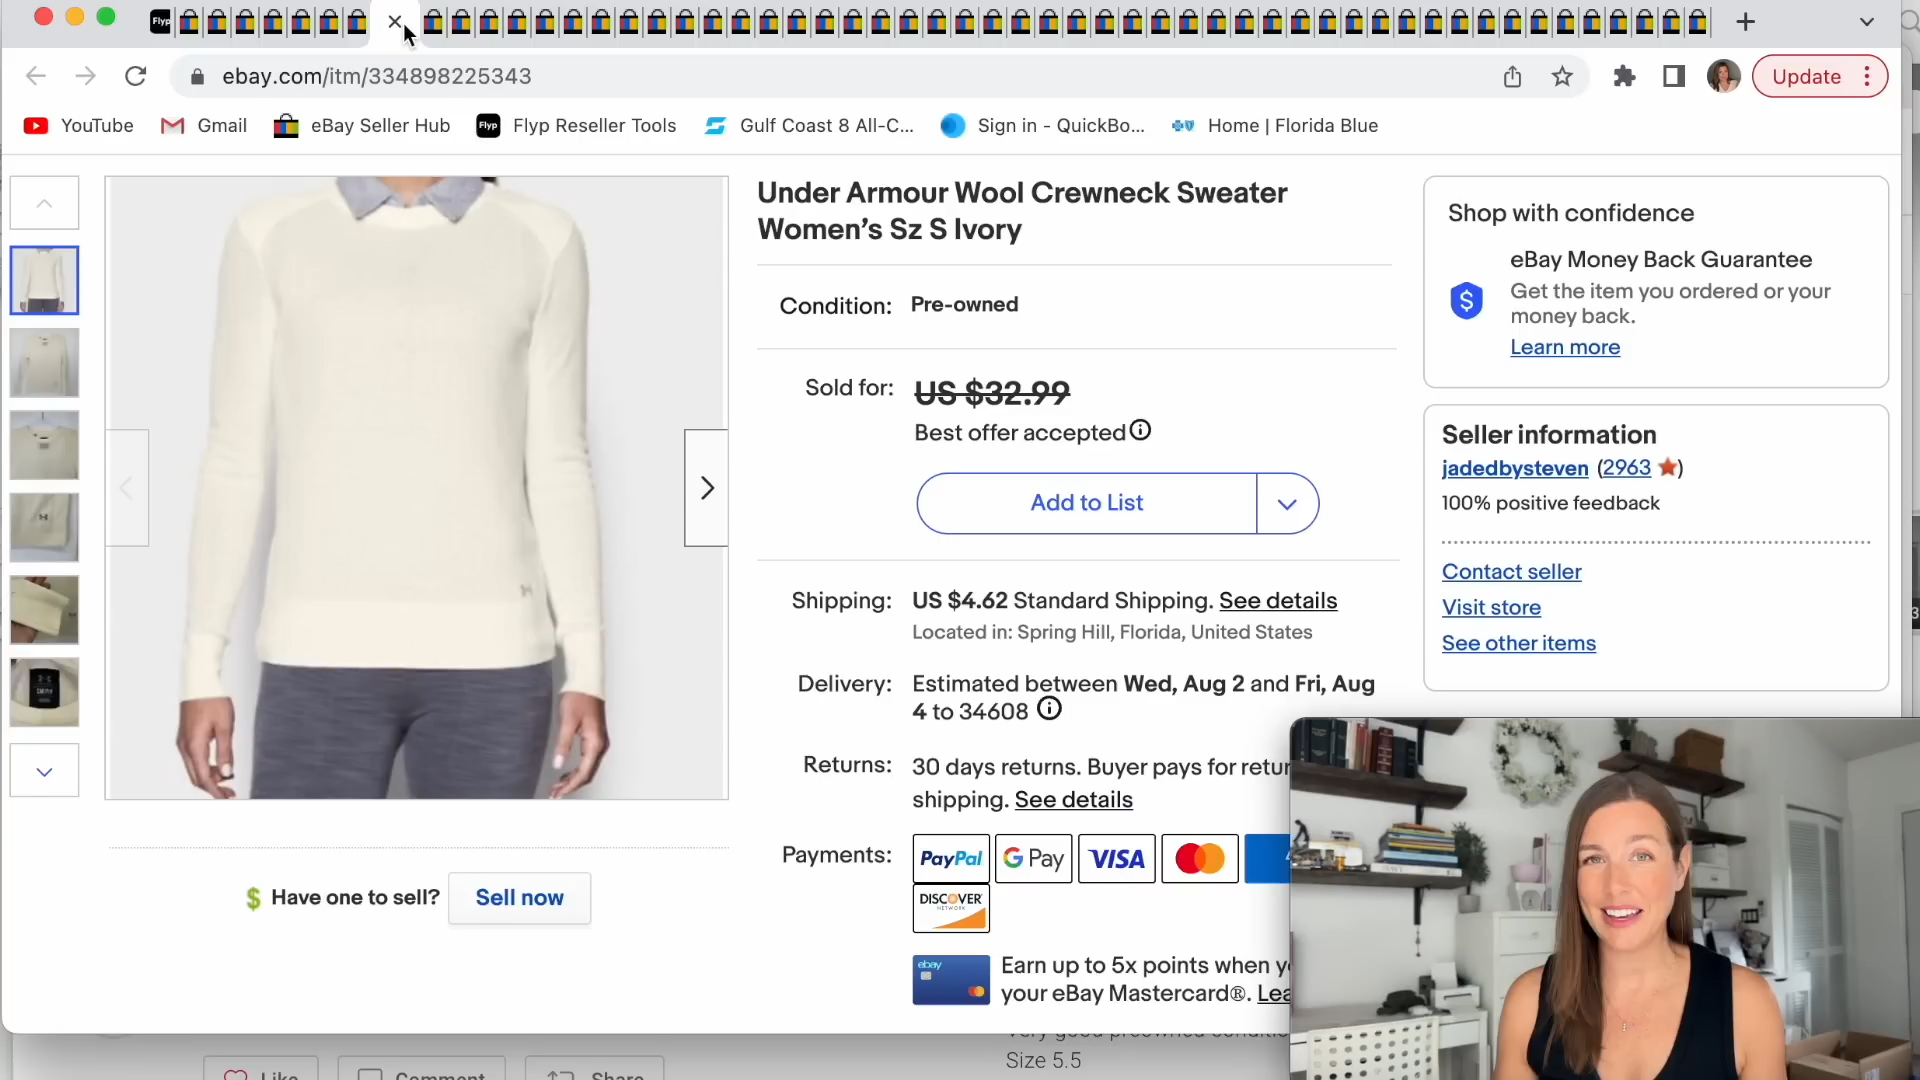 Flyp
ebay.com/itm/334898225343
Update
YouTube
Gmail
eBay Seller Hub
Flyp
Flyp Reseller Tools
Gulf Coast 8 All-C...
Sign in - QuickBo...
Home | Florida Blue
Under Armour Wool Crewneck Sweater
Women’s Sz S Ivory
Condition: Pre-owned
Sold for: US $32.99
Best offer accepted
Add to List
Shipping: US $4.62 Standard Shipping. See details
Located in: Spring Hill, Florida, United States
Delivery: Estimated between Wed, Aug 2 and Fri, Aug
4 to 34608
Returns: 30 days returns. Buyer pays for retur
shipping. See details
Payments: PayPal G Pay VISA
DISCOVER
NETWORK
ebay
Earn up to 5x points when y
your eBay Mastercard®. Lea
$ Have one to sell? Sell now
Shop with confidence
eBay Money Back Guarantee
Get the item you ordered or your
money back.
Learn more
Seller information
jadedbysteven (2963)
100% positive feedback
Contact seller
Visit store
See other items
Size 5.5
Like
Comment
Share